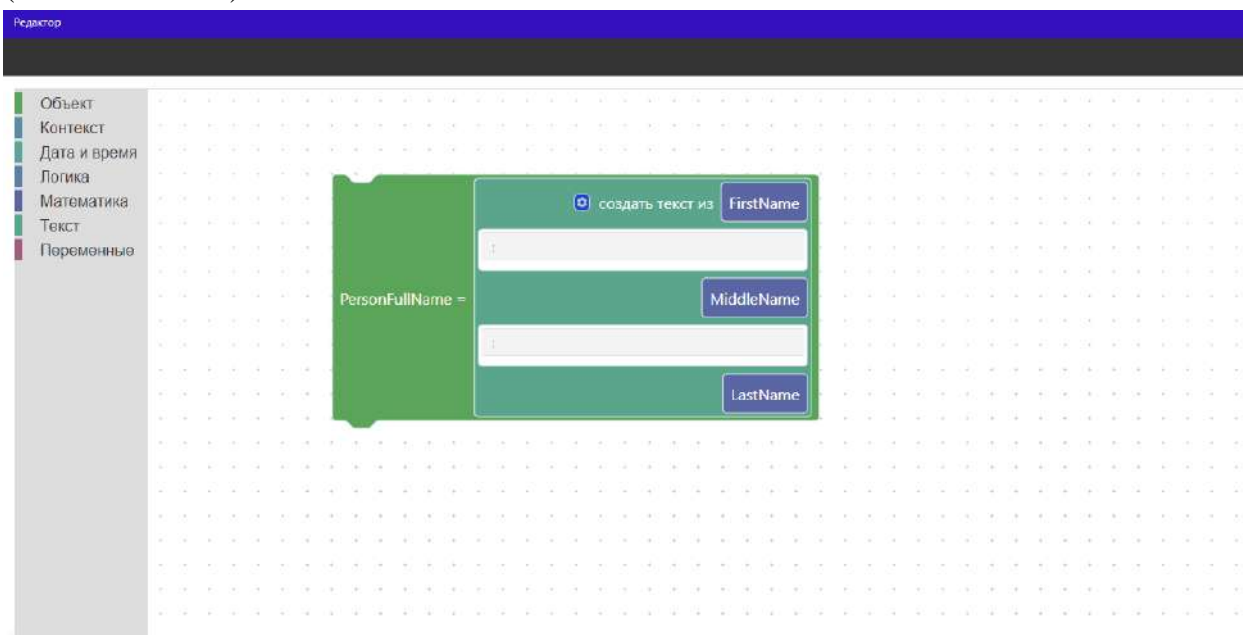 Редактор
Объект
Контекст
Дата и время
Логика
Математика
Текст
Переменные
создать текст из FirstName
PersonFullName =
MiddleName
LastName